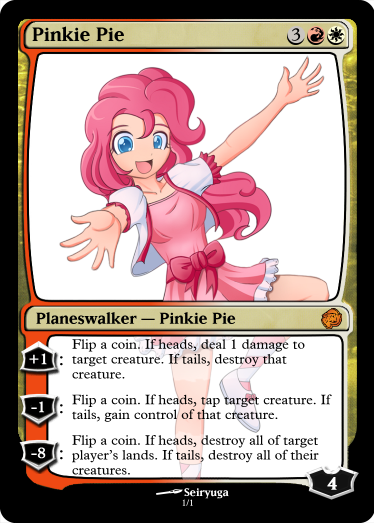 Pinkie Pie 3
Planeswalker — Pinkie Pie
+1: Flip a coin. If heads, deal 1 damage to
target creature. If tails, destroy that
creature.
-1: Flip a coin. If heads, tap target creature. If
tails, gain control of that creature.
-8: Flip a coin. If heads, destroy all of target
player's lands. If tails, destroy all of their
creatures.
4
Seiryuga
1/1